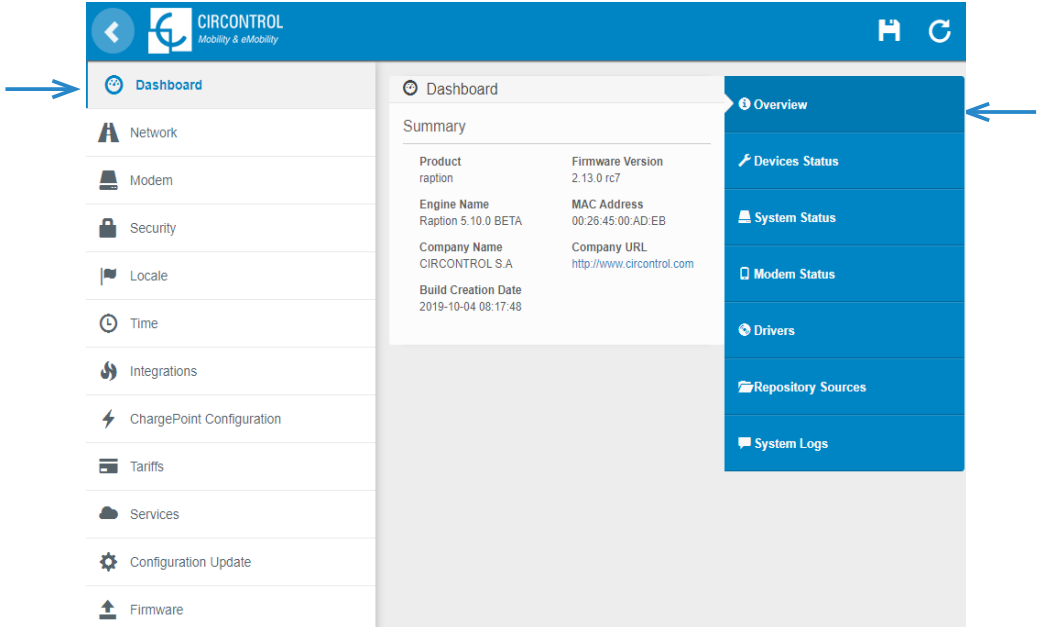 CIRCONTROL
Mobility & eMobility
Dashboard
Network
Modem
Security
Locale
Time
Integrations
ChargePoint Configuration
Tariffs
Services
Configuration Update
Firmware
Dashboard
Summary
Product
raption
Firmware Version
2.13.0 rc7
Engine Name
Raption 5.10.0 BETA
MAC Address
00:26:45:00:AD:EB
Company Name
CIRCONTROL S.A
Company URL
http://www.circontrol.com
Build Creation Date
2019-10-04 08:17:48
Overview
Devices Status
System Status
Modem Status
Drivers
Repository Sources
System Logs